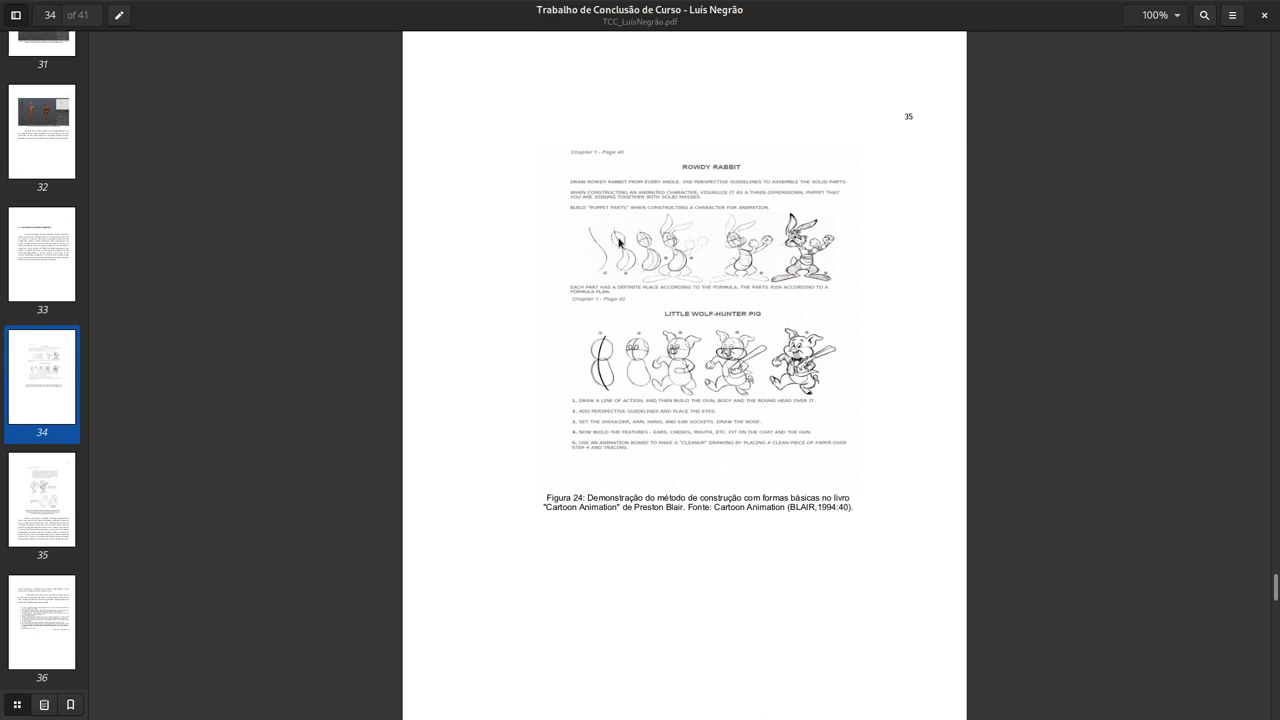 34 of 41
Trabalho de Conclusão de Curso - Luís Negrão
TCC_LuísNegrão.pdf
100%
31
32
33
34
35
36
35
Chapter 1 - Page 40
ROWDY RABBIT
DRAW ROWDY RABBIT FROM EVERY ANGLE. USE PERSPECTIVE GUIDELINES TO ASSEMBLE THE SOLID PARTS.
WHEN CONSTRUCTING AN ANIMATED CHARACTER, VISUALIZE IT AS A THREE-DIMENSIONAL PUPPET THAT
YOU ARE JOINING TOGETHER WITH SOLID MASSES.
BUILD "PUPPET PARTS" WHEN CONSTRUCTING A CHARACTER FOR ANIMATION.
EACH PART HAS A DEFINITE PLACE ACCORDING TO THE FORMULA. THE PARTS JOIN ACCORDING TO A
FORMULA PLAN.
Chapter 1 - Page 42
LITTLE WOLF-HUNTER PIG
1. DRAW A LINE OF ACTION, AND THEN BUILD THE OVAL BODY AND THE ROUND HEAD OVER IT.
2. ADD PERSPECTIVE GUIDELINES AND PLACE THE EYES.
3. SET THE SHOULDER, ARM, HAND, AND EAR SOCKETS. DRAW THE NOSE.
4. NOW BUILD THE FEATURES - EARS, CHEEKS, MOUTH, ETC. FIT ON THE COAT AND THE GUN.
5. USE AN ANIMATION BOARD TO MAKE A "CLEANUP" DRAWING BY PLACING A CLEAN PIECE OF PAPER OVER
STEP 4 AND TRACING.
Figura 24: Demonstração do método de construção com formas básicas no livro
"Cartoon Animation" de Preston Blair. Fonte: Cartoon Animation (BLAIR,1994:40).